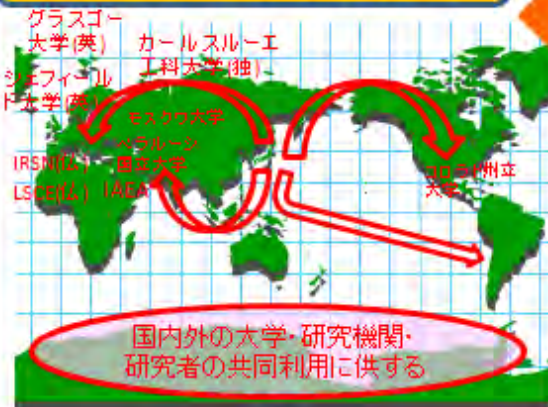 グラスゴー
大学(英)
カールスルーエ
工科大学(独)
シェフィール
ド大学(英)
モスクワ大学
ベラルーシ
国立大学
IRSN(仏)
LSCE(仏)
IAEA
コロラド州立
大学
国内外の大学・研究機関・
研究者の共同利用に供する